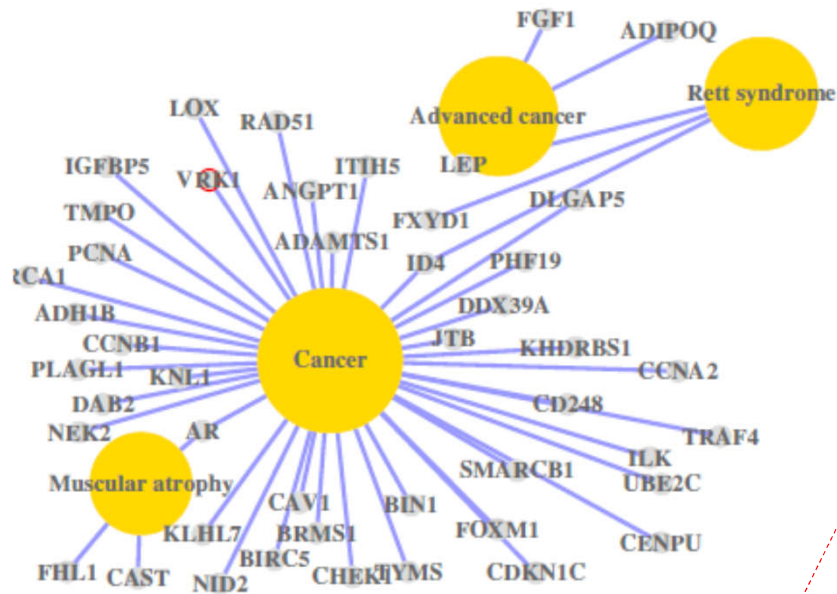 FGF1
ADIPOQ
Rett syndrome
LOX
RAD51
Advanced cancer
IGFBP5
VRK1
ITIH5
LEP
ANGPT1
DLGAP5
TMPO
FXYD1
ADAMTS1
PCNA
ID4
PHF19
RCA1
DDX39A
ADH1B
CCNB1
JTB
KHDRBS1
Cancer
PLAGL1
KNL1
CCNA2
DAB2
CD248
NEK2
AR
TRAF4
ILK
SMARCB1
Muscular atrophy
UBE2C
CAV1
BIN1
KLHL7
BRMS1
FOXM1
CENPU
BIRC5
FHL1
CAST
NID2
CHEK1
TYMS
CDKN1C